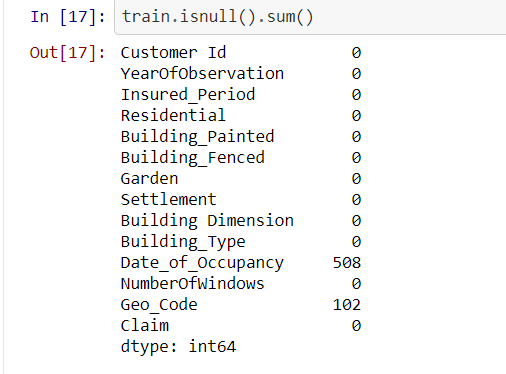 In [17]: train.isnull().sum()
Out[17]: Customer Id 0
YearOfObservation 0
Insured_Period 0
Residential 0
Building_Painted 0
Building_Fenced 0
Garden 0
Settlement 0
Building Dimension 0
Building_Type 0
Date_of_Occupancy 508
NumberOfWindows 0
Geo_Code 102
Claim 0
dtype: int64